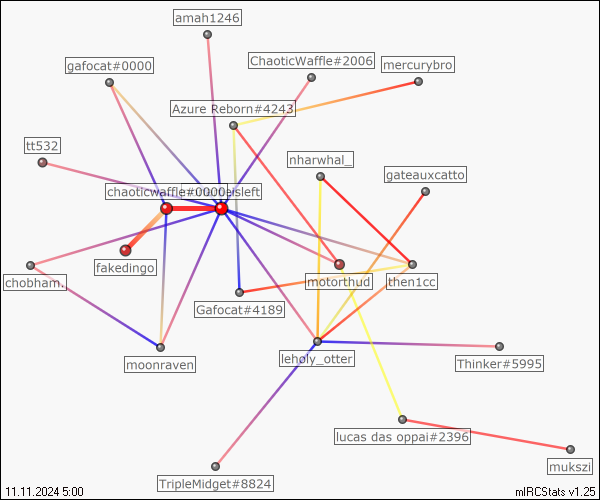 amah1246
gafocat#0000
ChaoticWaffle#2006
mercurybro
Azure Reborn#4243
tt532
nharwhal_
gateauxcatto
chaoticwaffle#0000
fakedingo
chobham.
motorthud
then1cc
Gafocat#4189
moonraven
leholy_otter
Thinker#5995
lucas das oppai#2396
mukszi
TripleMidget#8824
11.11.2024 5:00
mIRCStats v1.25